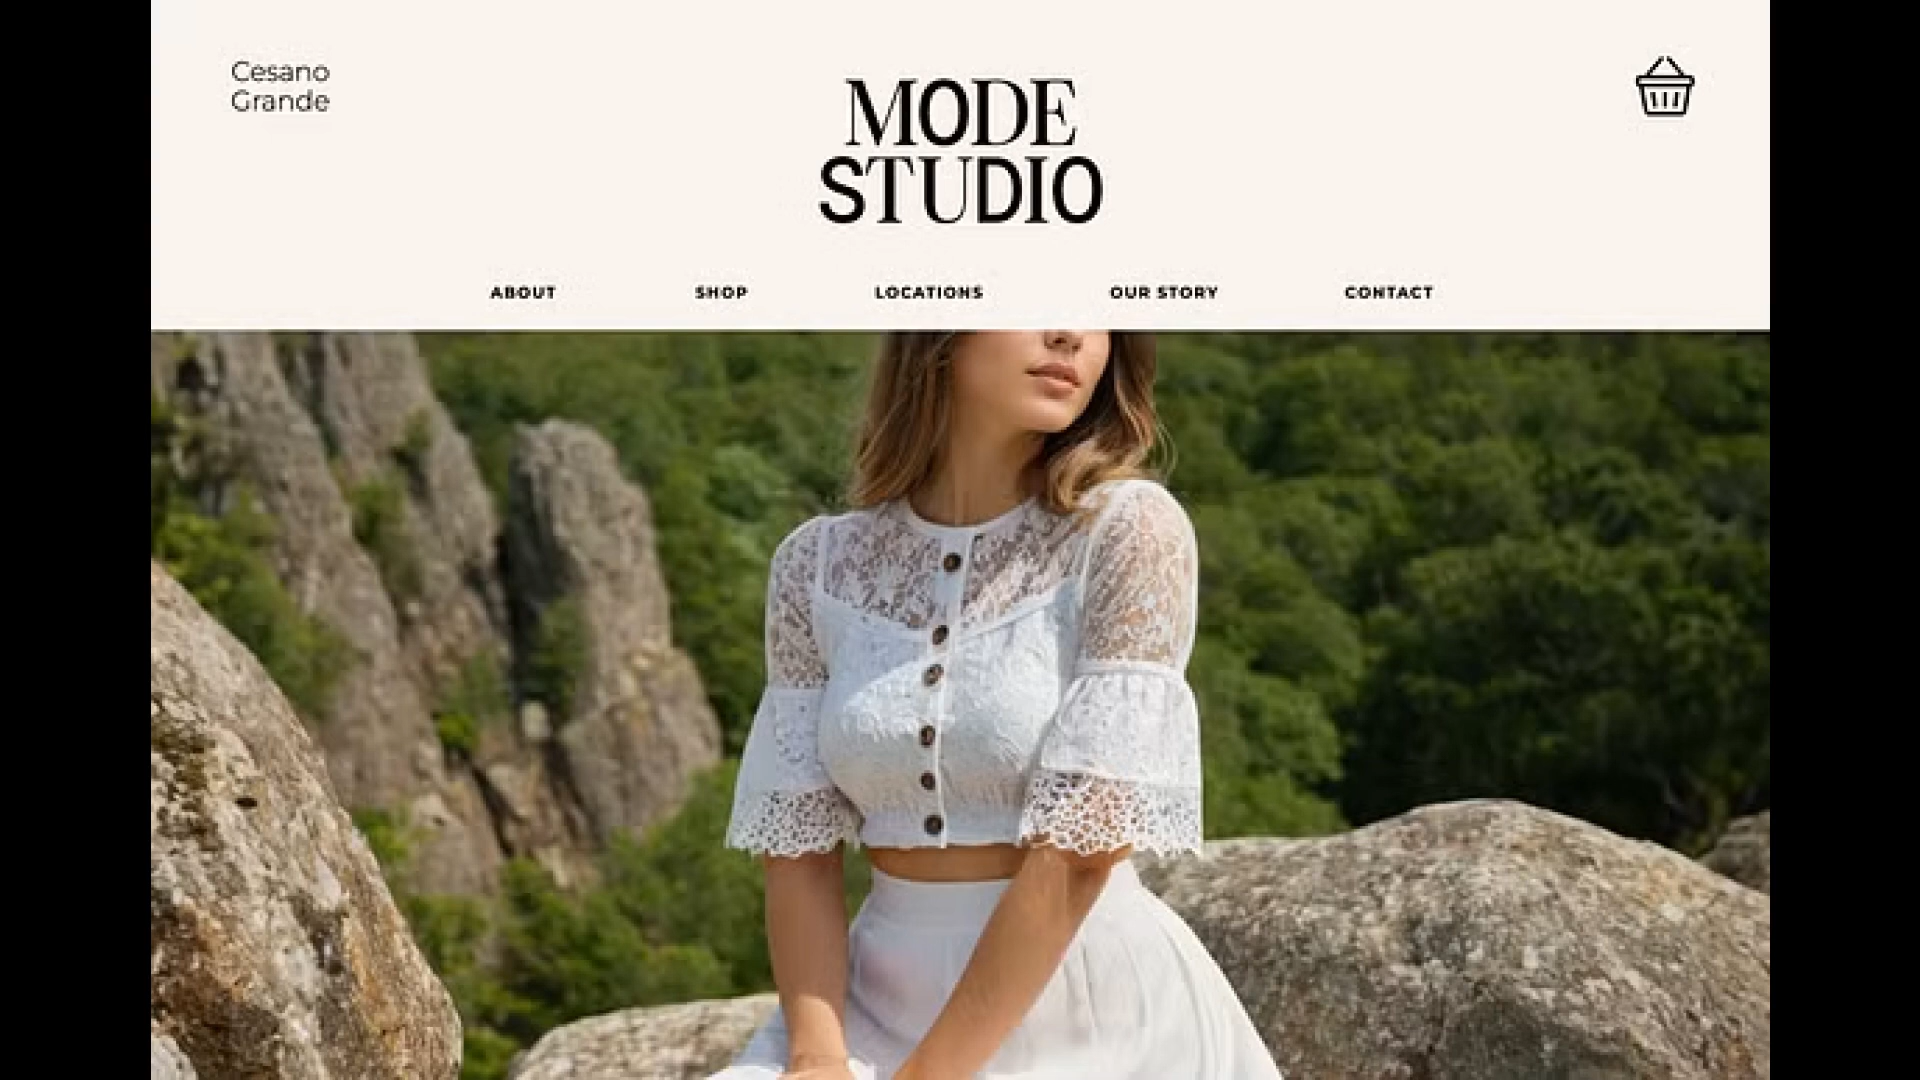 Cesano
Grande
MODE
STUDIO
ABOUT
SHOP
LOCATIONS
OUR STORY
CONTACT